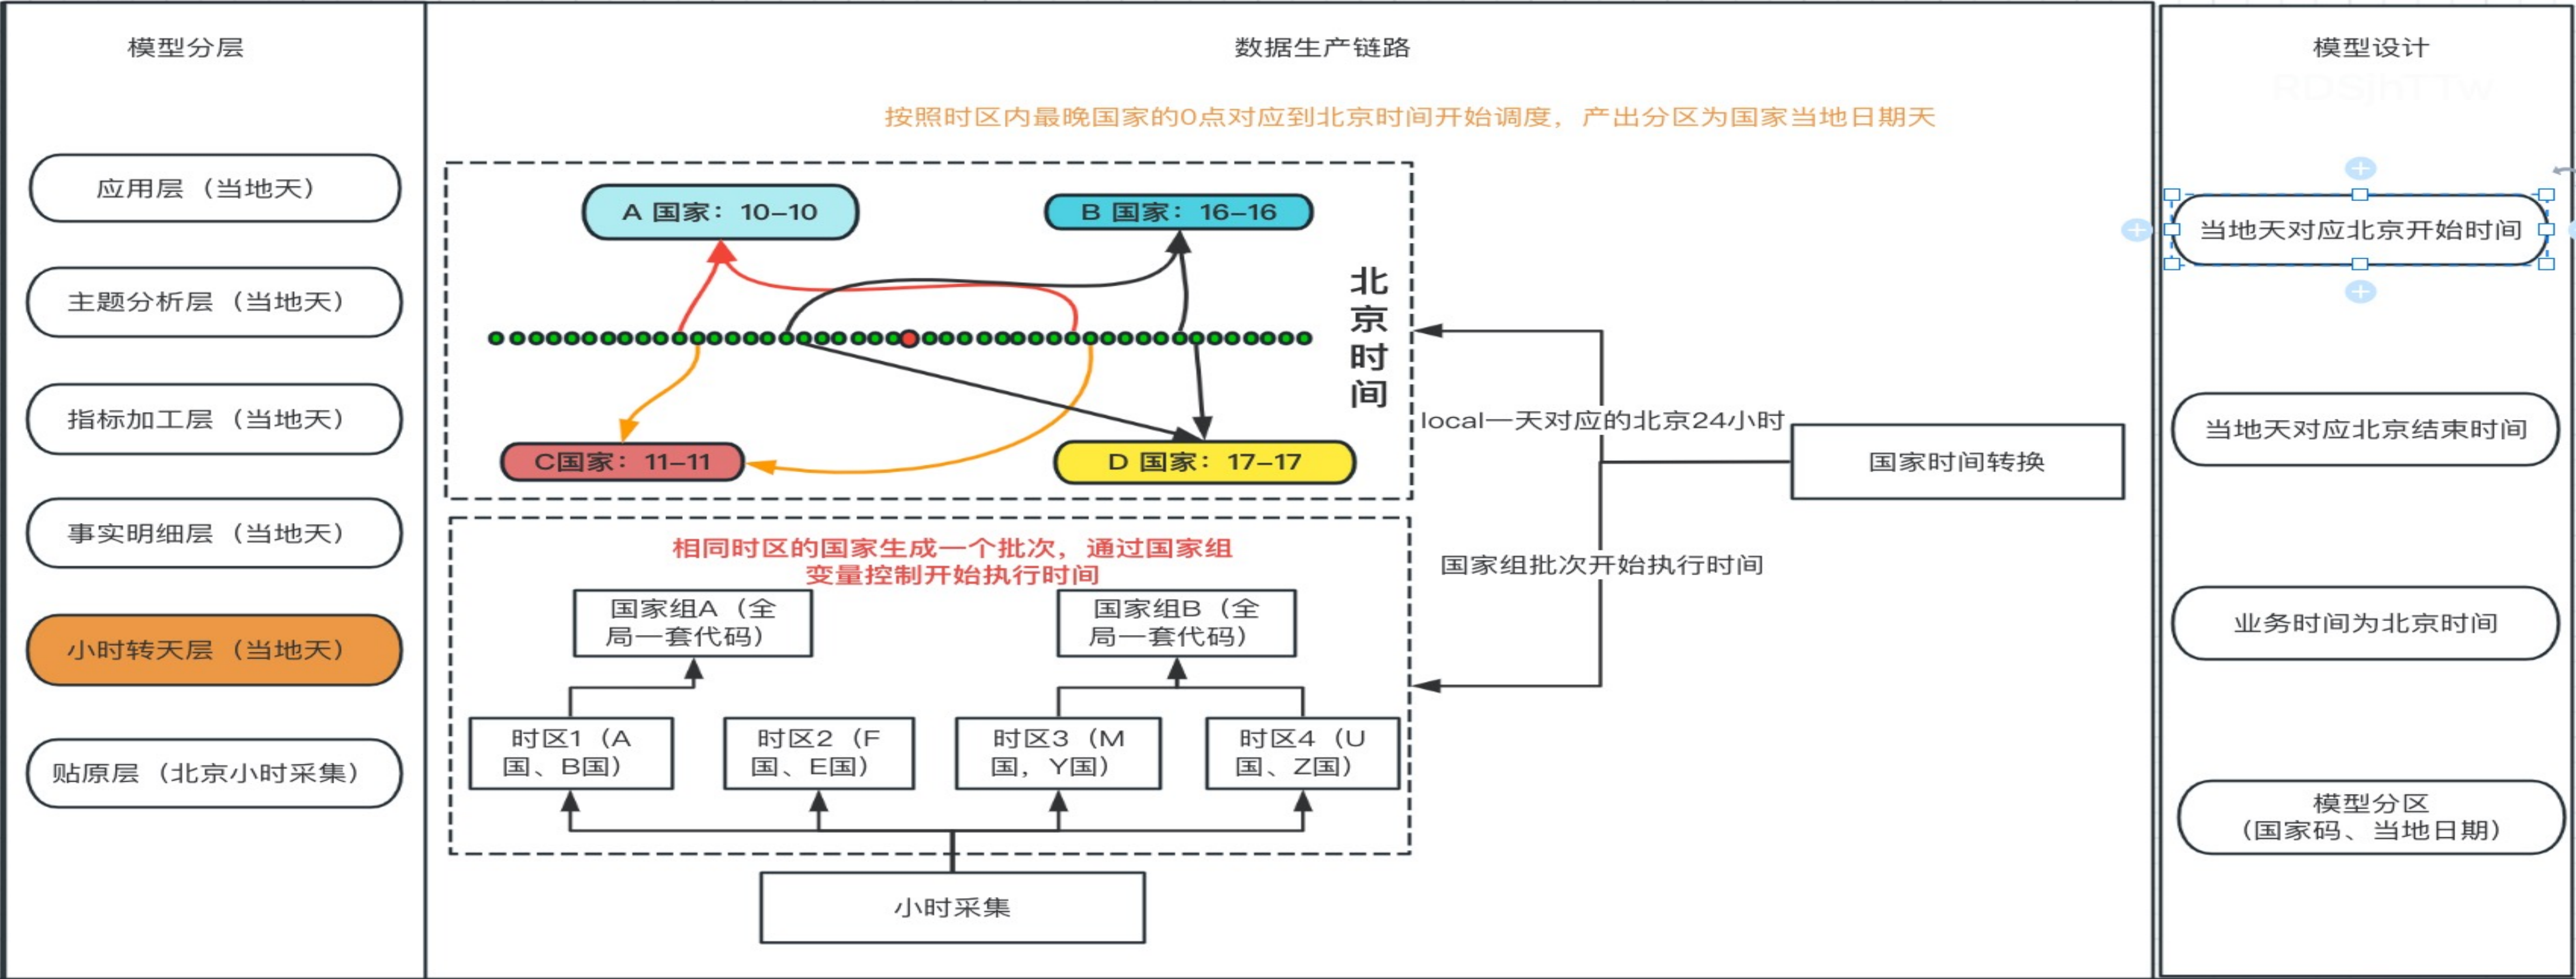 模型分层
应用层（当地天）
主题分析层（当地天）
指标加工层（当地天）
事实明细层（当地天）
小时转天层（当地天）
贴原层（北京小时采集）
数据生产链路
按照时区内最晚国家的0点对应到北京时间开始调度，产出分区为国家当地日期天
A 国家：10-10
B 国家：16-16
北
京
时
间
C国家：11-11
D 国家：17-17
相同时区的国家生成一个批次，通过国家组
变量控制开始执行时间
国家组A（全
局一套代码）
国家组B（全
局一套代码）
时区1（A
国、B国）
时区2（F
国、E国）
时区3（M
国，Y国）
时区4（U
国、Z国）
小时采集
local一天对应的北京24小时
国家时间转换
国家组批次开始执行时间
模型设计
RDSjnTTw
当地天对应北京开始时间
当地天对应北京结束时间
业务时间为北京时间
模型分区
（国家码、当地日期）